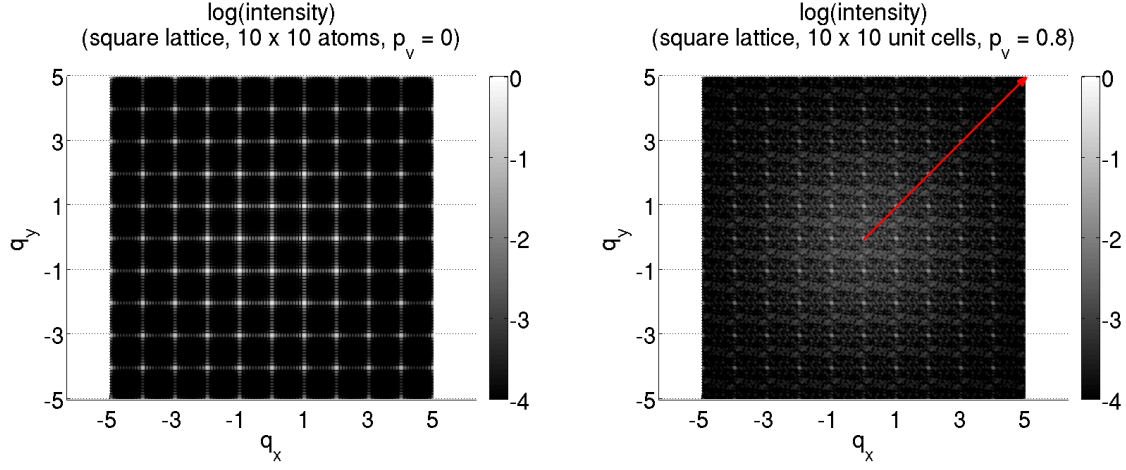 log(intensity)
(square lattice, 10 x 10 atoms, p_v = 0)
5
3
1
-1
-3
-5
q_y
-5 -3 -1 1 3 5
q_x
0
-1
-2
-3
-4
log(intensity)
(square lattice, 10 x 10 unit cells, p_v = 0.8)
5
3
1
-1
-3
-5
q_y
-5 -3 -1 1 3 5
q_x
0
-1
-2
-3
-4